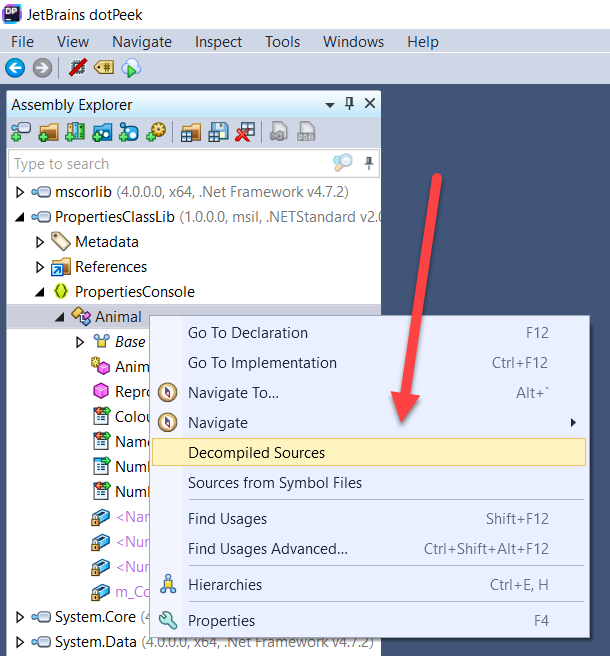 DP JetBrains dotPeek
File View Navigate Inspect Tools Windows Help
Assembly Explorer
Type to search
mscorlib (4.0.0.0, x64, .Net Framework v4.7.2)
PropertiesClassLib (1.0.0.0, msil, .NETStandard v2.0
Metadata
References
PropertiesConsole
Animal
Base
Anim
Repro
Colou
Name
Numb
Numb
<Nam
<Num
<Num
m_Co
System.Core (4
System.Data (4.0.0.0, x64, .Net Framework v4.7.2)
Go To Declaration F12
Go To Implementation Ctrl+F12
Navigate To... Alt+`
Navigate
Decompiled Sources
Sources from Symbol Files
Find Usages Shift+F12
Find Usages Advanced... Ctrl+Shift+Alt+F12
Hierarchies Ctrl+E, H
Properties F4